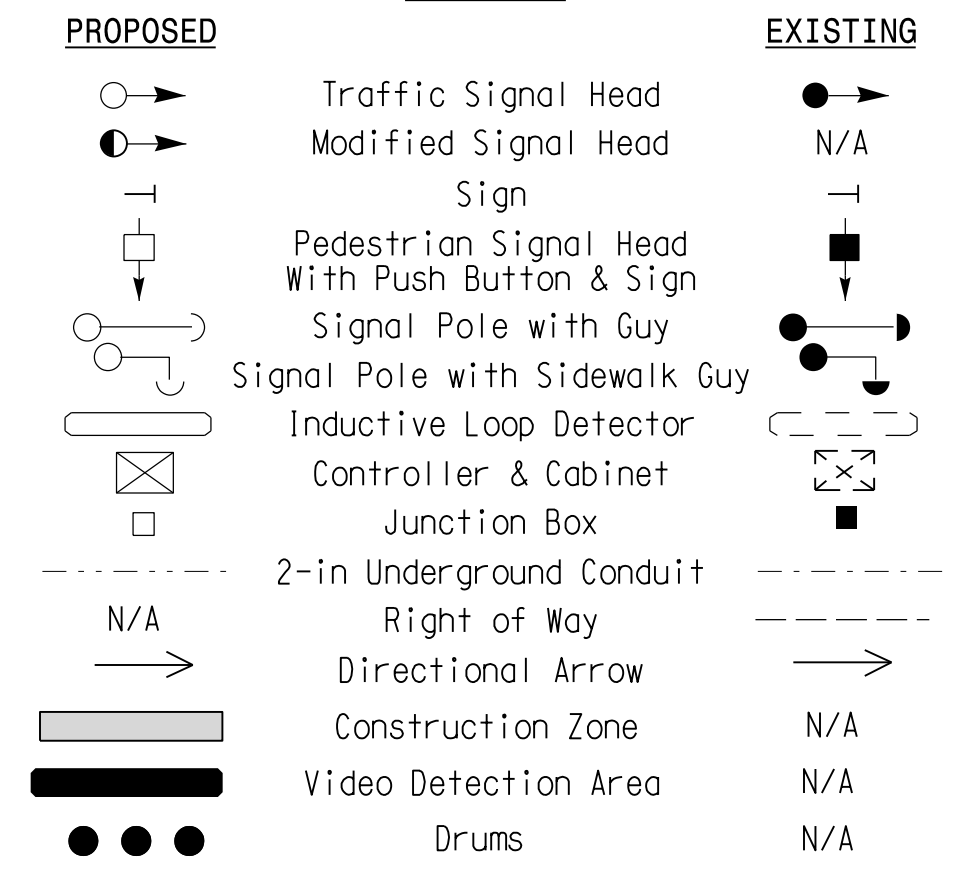 PROPOSED EXISTING
Traffic Signal Head
Modified Signal Head N/A
Sign
Pedestrian Signal Head
With Push Button & Sign
Signal Pole with Guy
Signal Pole with Sidewalk Guy
Inductive Loop Detector
Controller & Cabinet
Junction Box
2-in Underground Conduit
N/A Right of Way
Directional Arrow
Construction Zone N/A
Video Detection Area N/A
Drums N/A